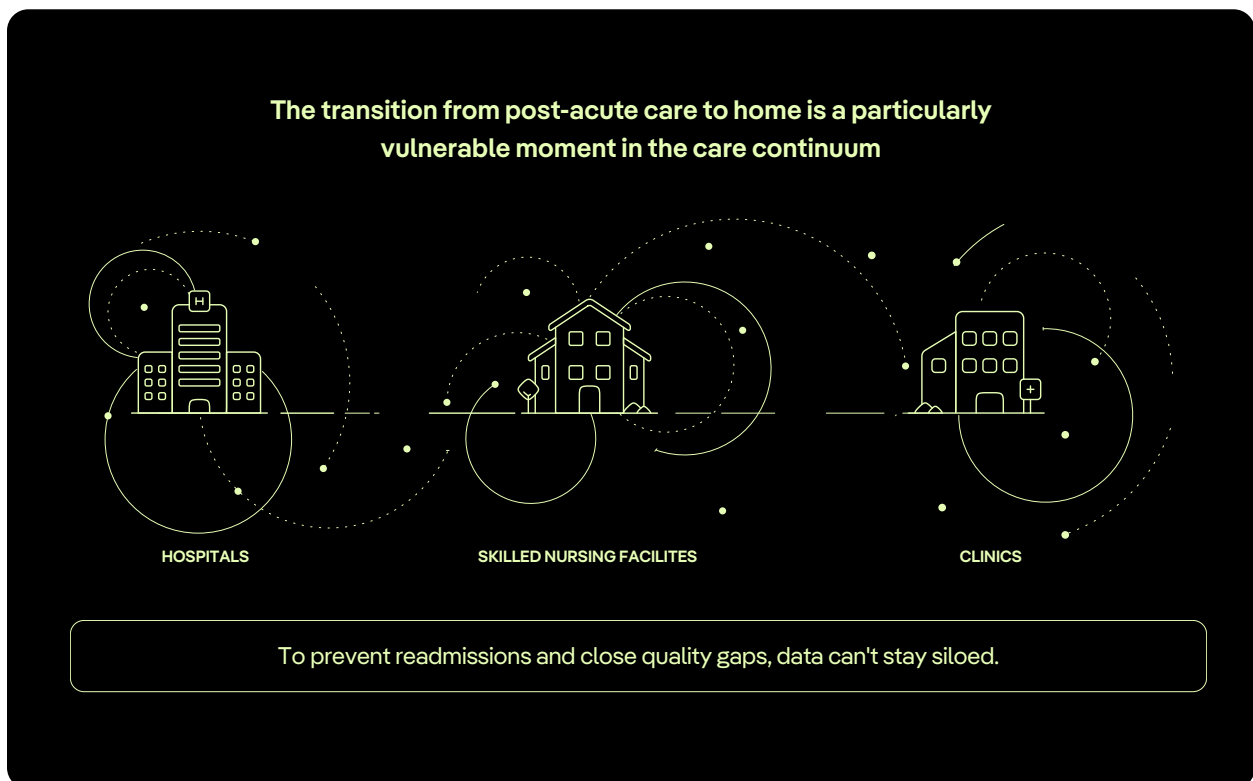 The transition from post-acute care to home is a particularly
vulnerable moment in the care continuum
H
HOSPITALS
SKILLED NURSING FACILITES
CLINICS
To prevent readmissions and close quality gaps, data can't stay siloed.